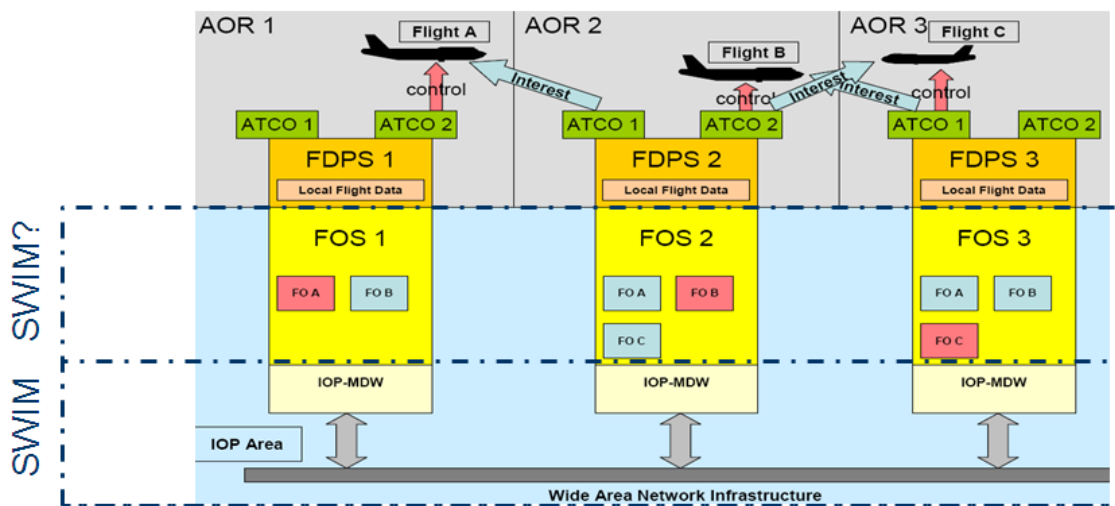 AOR 1
AOR 2
AOR 3
Flight A
Flight B
Flight C
Interest
Interest
Interest
control
control
control
ATCO 1
ATCO 2
ATCO 1
ATCO 2
ATCO 1
ATCO 2
FDPS 1
FDPS 2
FDPS 3
Local Flight Data
Local Flight Data
Local Flight Data
SWIM?
FOS 1
FOS 2
FOS 3
FO A
FO B
FO A
FO B
FO A
FO B
FO C
FO C
SWIM
IOP-MDW
IOP-MDW
IOP-MDW
IOP Area
Wide Area Network Infrastructure